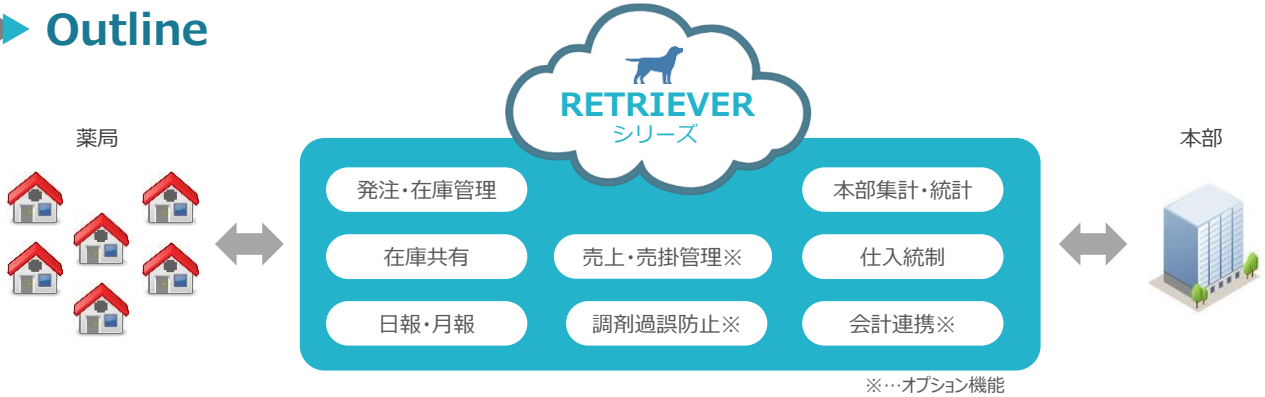 Outline
RETRIEVER
シリーズ
薬局
本部
発注・在庫管理
本部集計・統計
在庫共有
売上・売掛管理※
仕入統制
日報・月報
調剤過誤防止※
会計連携※
※…オプション機能